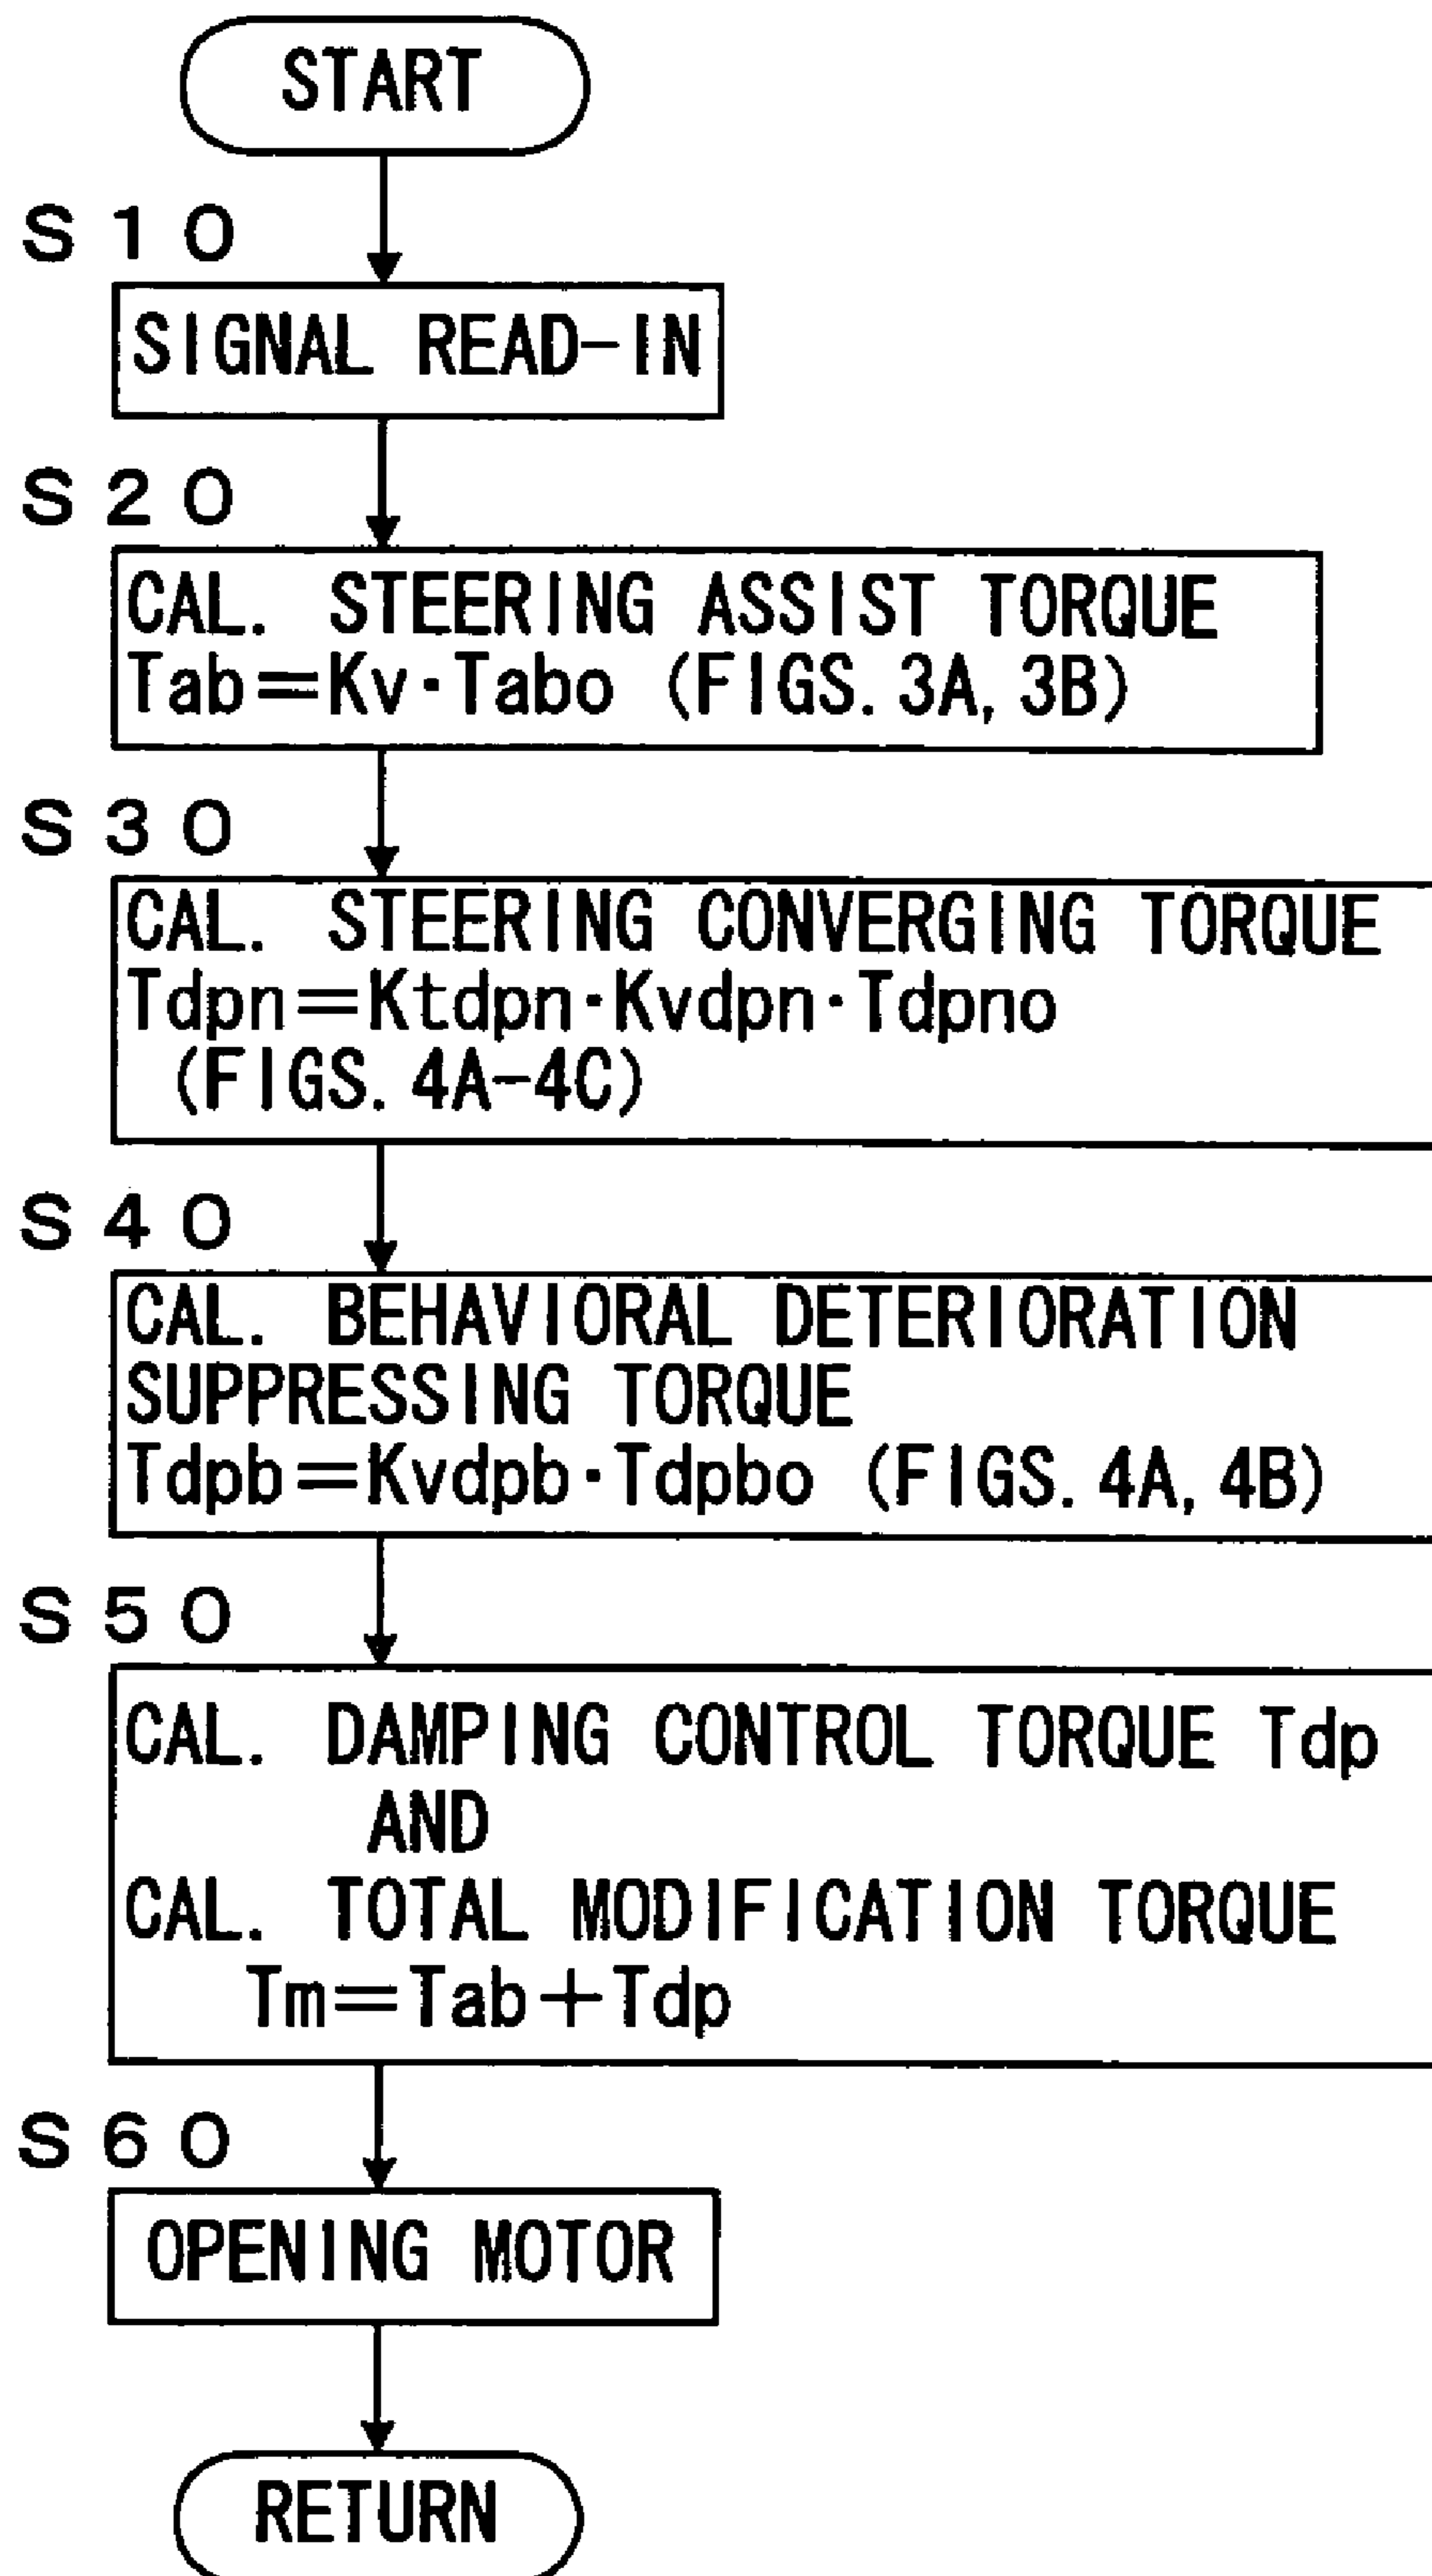 START
S10
SIGNAL READ-IN
S20
CAL. STEERING ASSIST TORQUE
Tab=Kv·Tabo (FIGS. 3A, 3B)
S30
CAL. STEERING CONVERGING TORQUE
Tdpn=Ktdpn·Kvdpn·Tdpno
(FIGS. 4A-4C)
S40
CAL. BEHAVIORAL DETERIORATION
SUPPRESSING TORQUE
Tdpb=Kvdpb·Tdpbo (FIGS. 4A, 4B)
S50
CAL. DAMPING CONTROL TORQUE Tdp
AND
CAL. TOTAL MODIFICATION TORQUE
Tm=Tab+Tdp
S60
OPENING MOTOR
RETURN